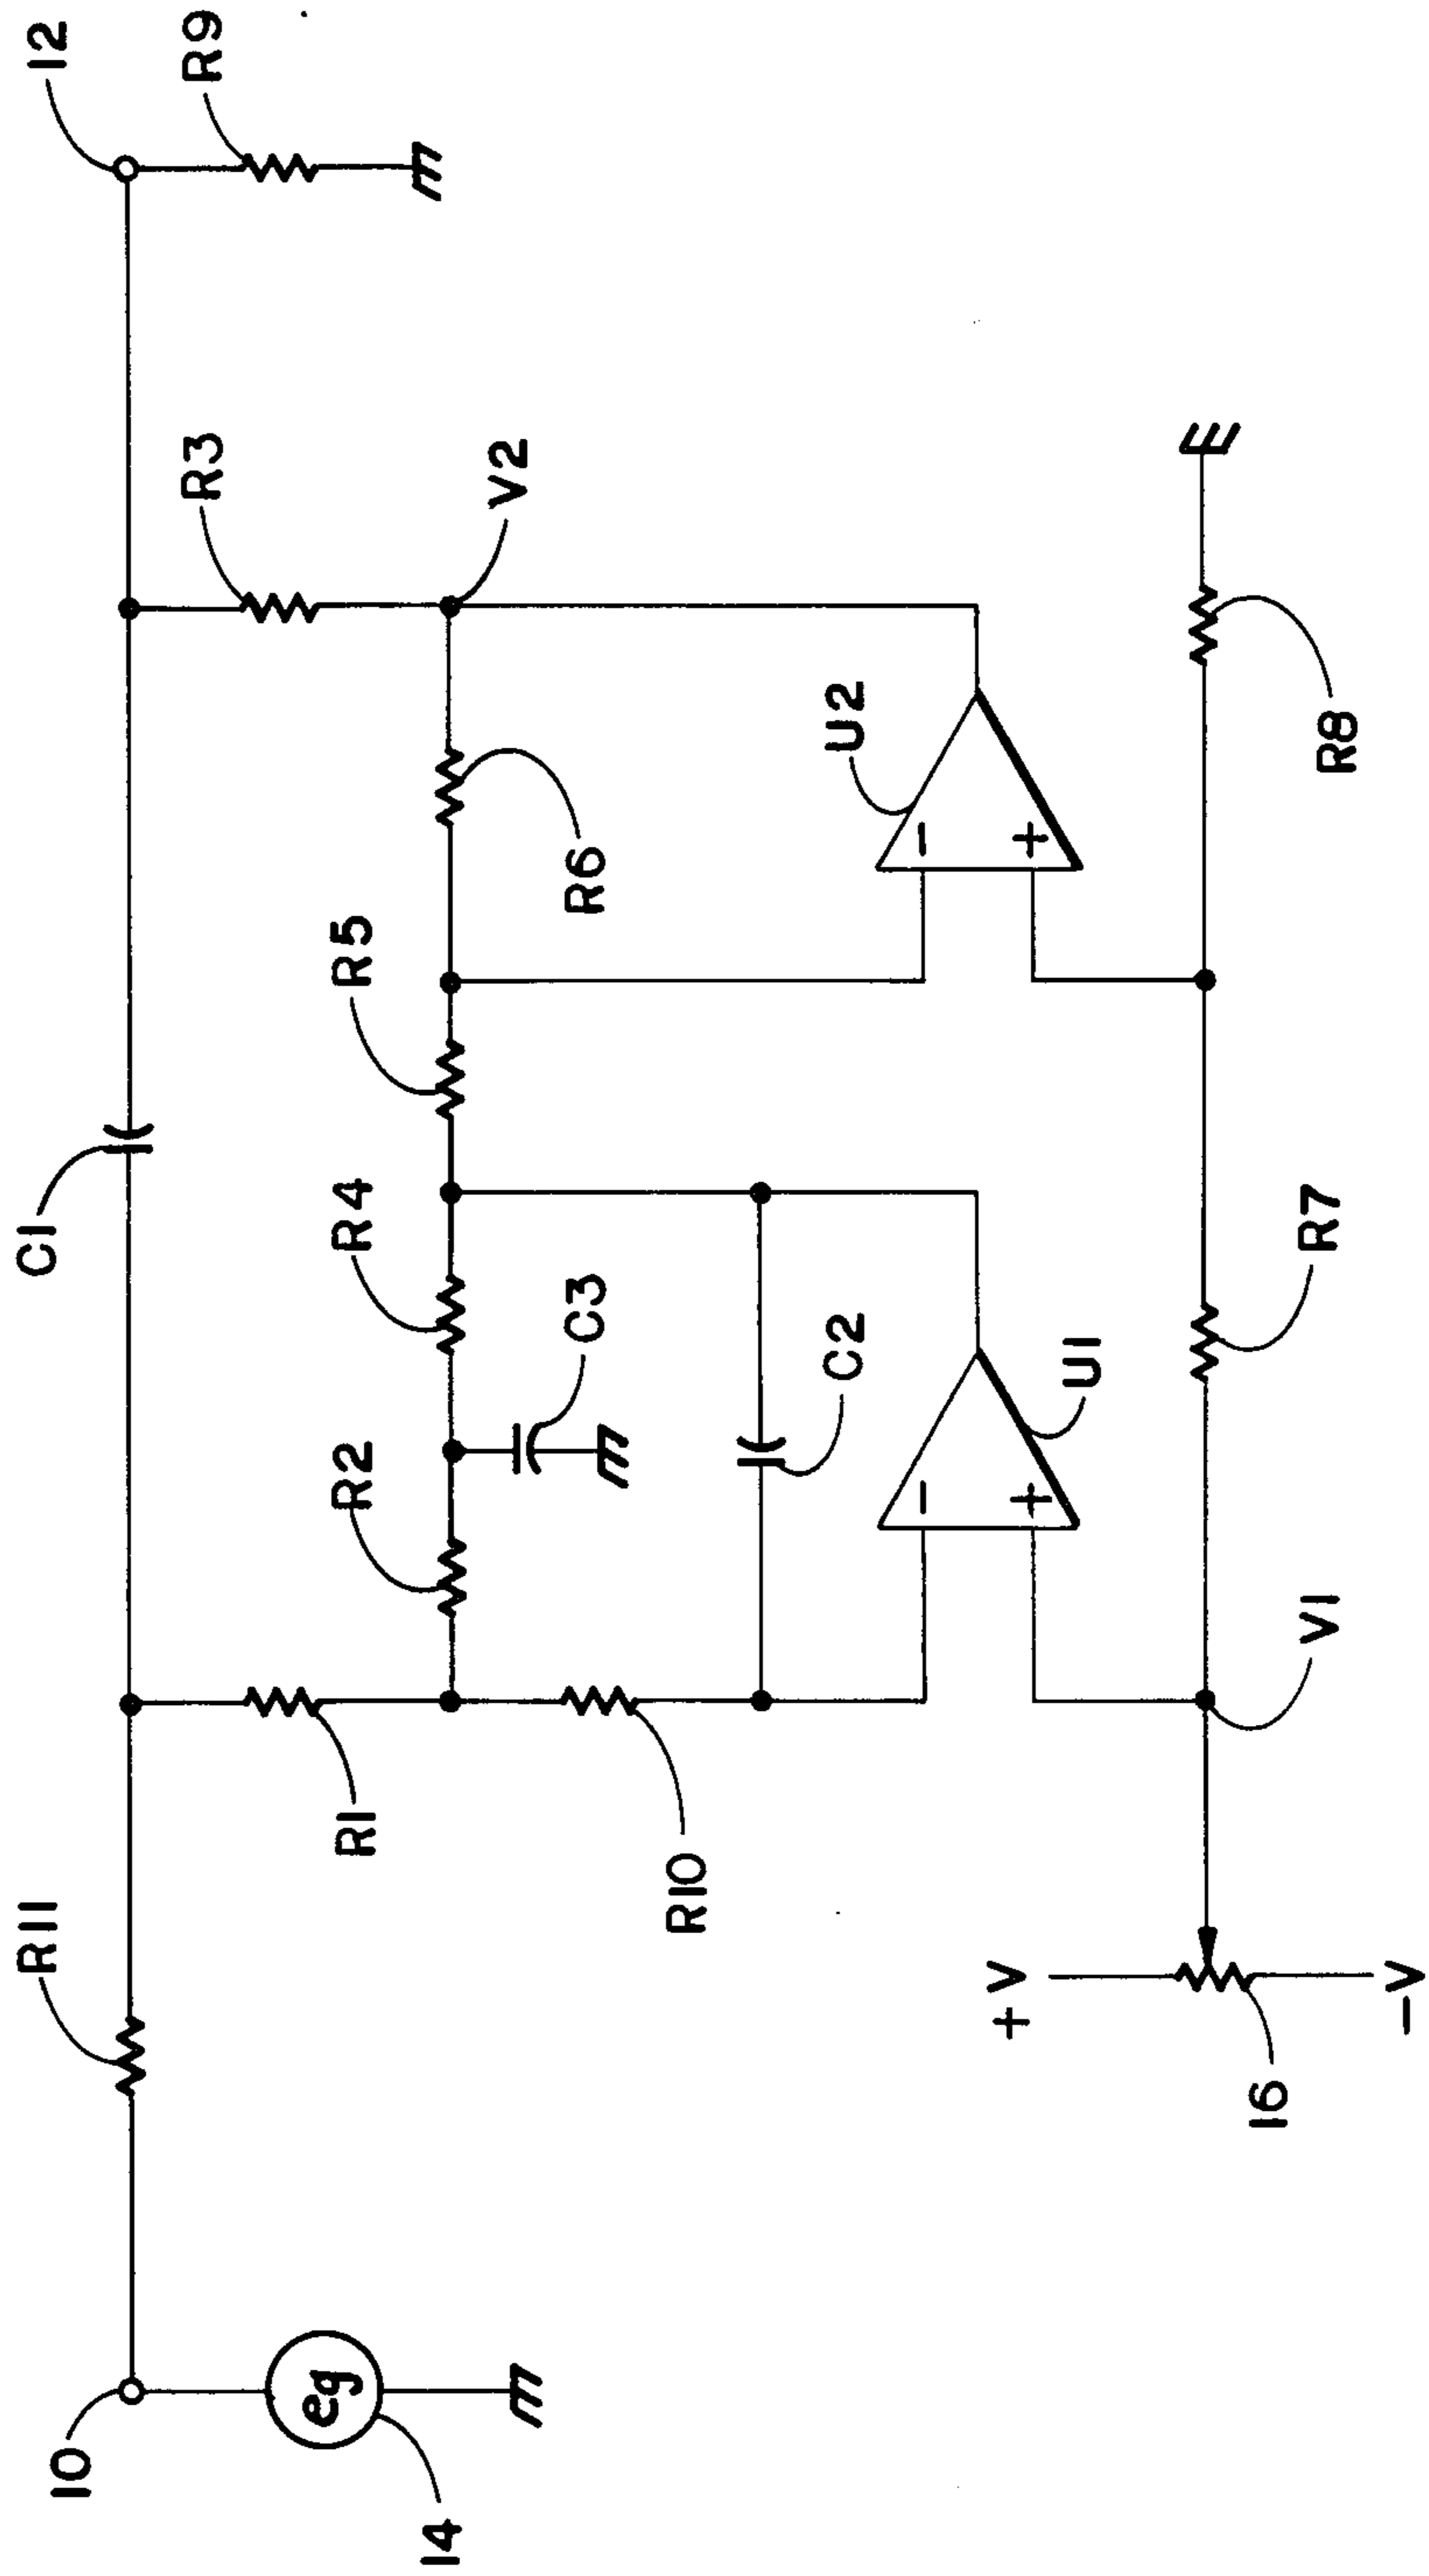 R11
C1
12
10
R1
R3
R9
R2
R4
R5
14
eg
C3
R6
V2
R10
C2
U2
-
-
+V
U1
+
+
16
V1
R7
R8
-V